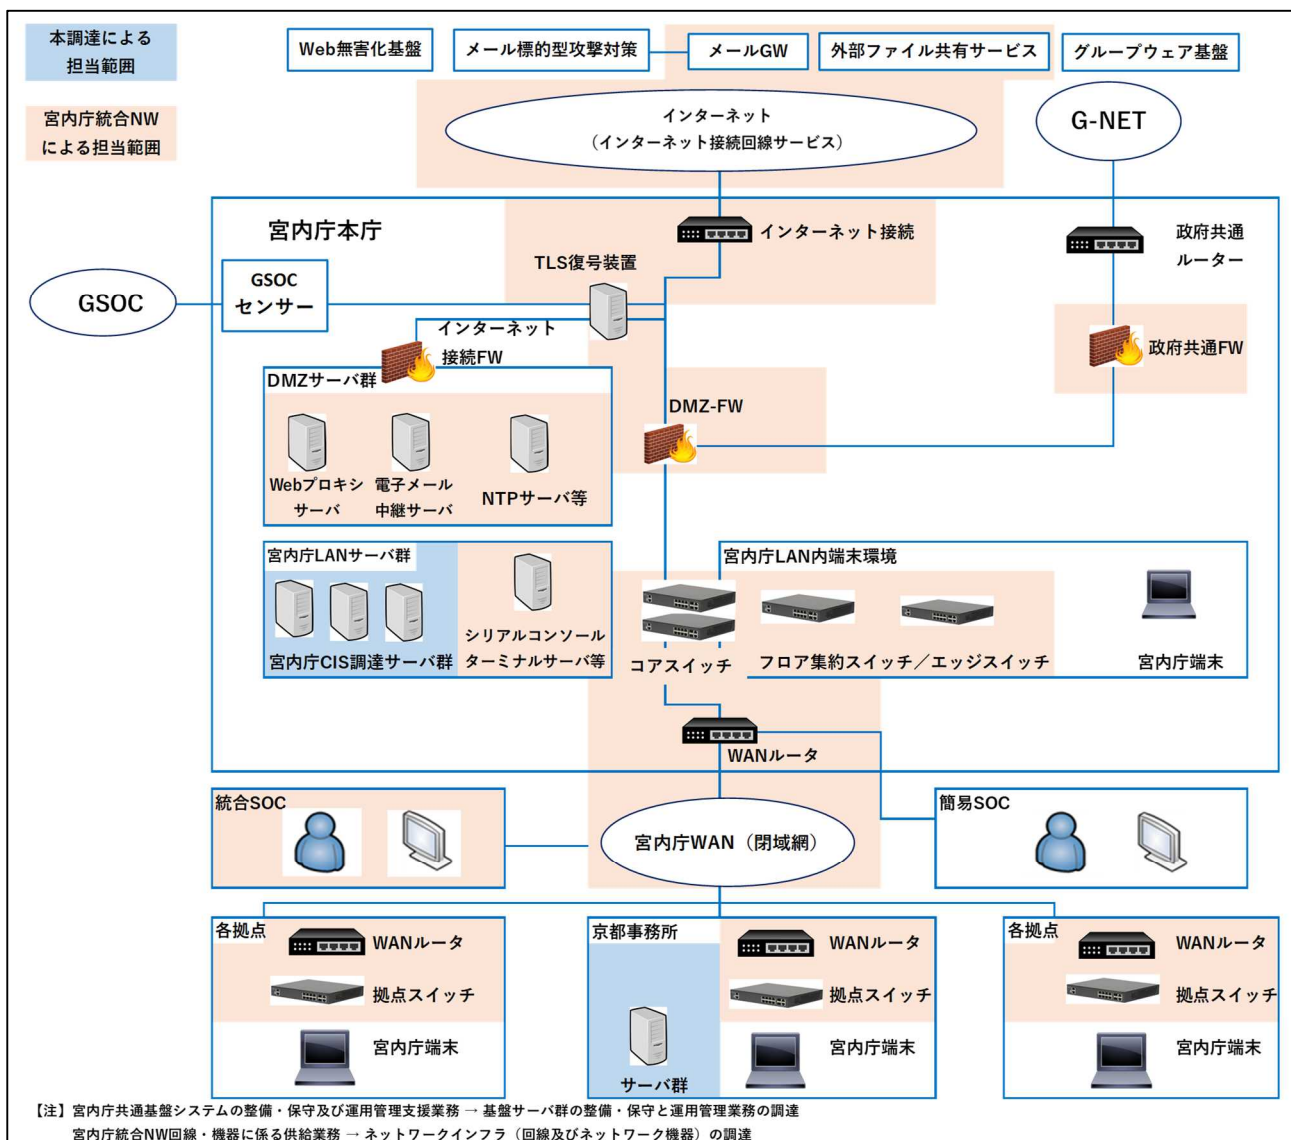 本調達による
担当範囲
宮内庁統合NW
による担当範囲
Web無害化基盤
メール標的型攻撃対策
メールGW
外部ファイル共有サービス
グループウェア基盤
インターネット
（インターネット接続回線サービス）
G-NET
宮内庁本庁
インターネット接続
政府共通
ルーター
TLS復号装置
GSOC
GSOC
センサー
インターネット
接続FW
政府共通FW
DMZサーバ群
DMZ-FW
Webプロキシ
サーバ
電子メール
中継サーバ
NTPサーバ等
宮内庁LANサーバ群
宮内庁CIS調達サーバ群
シリアルコンソール
ターミナルサーバ等
宮内庁LAN内端末環境
コアスイッチ
フロア集約スイッチ／エッジスイッチ
宮内庁端末
WANルータ
統合SOC
宮内庁WAN（閉域網）
簡易SOC
各拠点
WANルータ
拠点スイッチ
宮内庁端末
京都事務所
サーバ群
WANルータ
拠点スイッチ
宮内庁端末
各拠点
WANルータ
拠点スイッチ
宮内庁端末
【注】宮内庁共通基盤システムの整備・保守及び運用管理支援業務 → 基盤サーバ群の整備・保守と運用管理業務の調達
宮内庁統合NW回線・機器に係る供給業務 → ネットワークインフラ（回線及びネットワーク機器）の調達